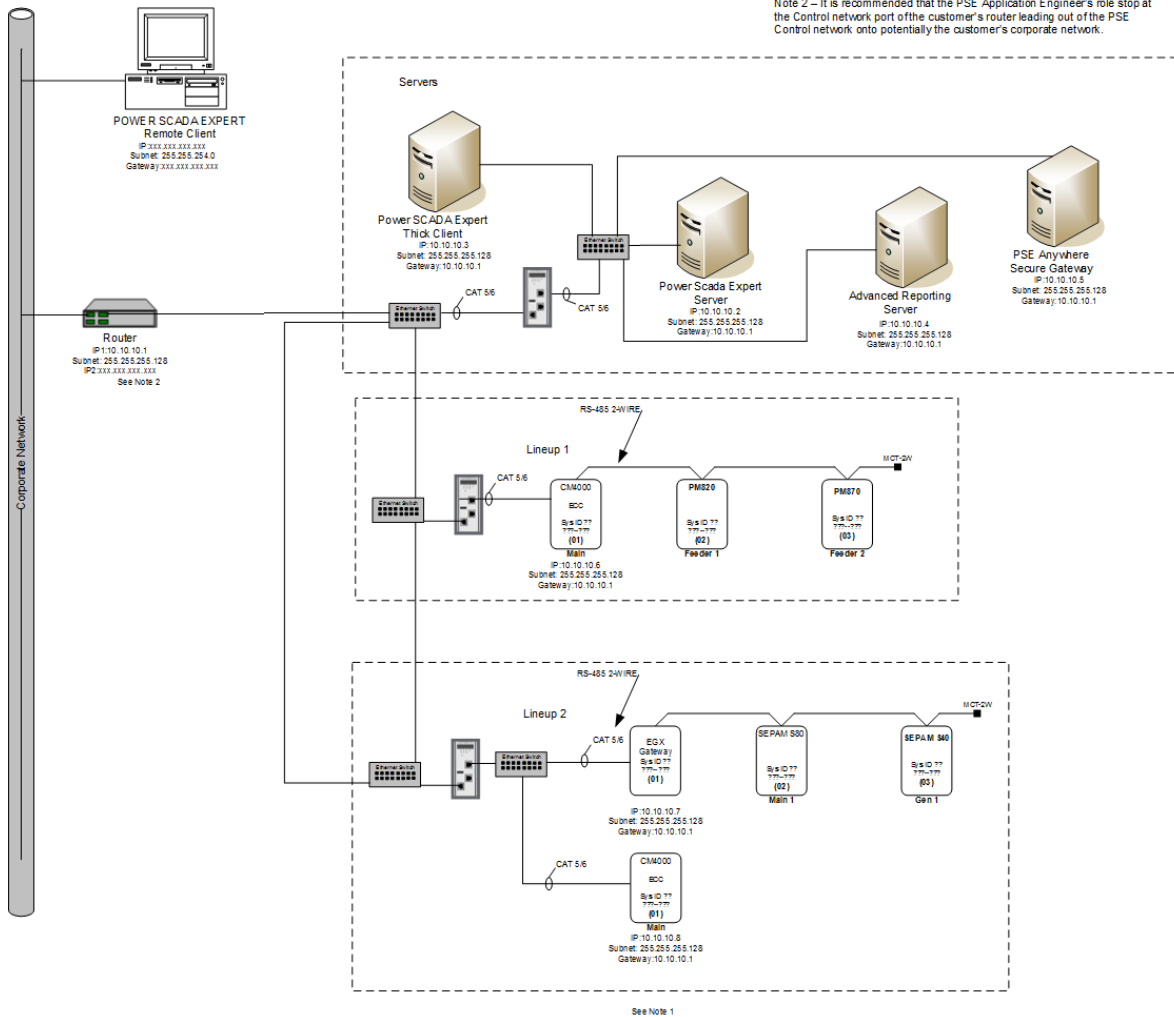 Note 2 – It is recommended that the PSE Application Engineer's role stop at
the Control network port of the customer's router leading out of the PSE
Control network onto potentially the customer's corporate network.
POWER SCADA EXPERT
Remote Client
IP:xxx.xxx.xxx.xxx
Subnet: 255.255.254.0
Gateway:xxx.xxx.xxx.xxx
Corporate Network
Router
IP1:10.10.10.1
Subnet: 255.255.255.128
IP2:xxx.xxx.xxx.xxx
See Note 2
Servers
Power SCADA Expert
Thick Client
IP:10.10.10.3
Subnet: 255.255.255.128
Gateway:10.10.10.1
Ethernet Switch
Power Scada Expert
Server
IP:10.10.10.2
Subnet: 255.255.255.128
Gateway:10.10.10.1
Advanced Reporting
Server
IP:10.10.10.4
Subnet: 255.255.255.128
Gateway:10.10.10.1
PSE Anywhere
Secure Gateway
IP:10.10.10.5
Subnet: 255.255.255.128
Gateway:10.10.10.1
Ethernet Switch
CAT 5/6
CAT 5/6
RS-485 2-WIRE
Lineup 1
MCT-2W
Ethernet Switch
CAT 5/6
CM4000
ECC
Sys ID ??
???--???
(01)
Main
IP:10.10.10.6
Subnet: 255.255.255.128
Gateway:10.10.10.1
PM820
Sys ID ??
???--???
(02)
Feeder 1
PM870
Sys ID ??
???--???
(03)
Feeder 2
RS-485 2-WIRE
Lineup 2
MCT-2W
Ethernet Switch
Ethernet Switch
CAT 5/6
EGX
Gateway
Sys ID ??
???--???
(01)
IP:10.10.10.7
Subnet: 255.255.255.128
Gateway:10.10.10.1
SEPAM S80
Sys ID ??
???--???
(02)
Main 1
SEPAM S40
Sys ID ??
???--???
(03)
Gen 1
CAT 5/6
CM4000
ECC
Sys ID ??
???--???
(01)
Main
IP:10.10.10.8
Subnet: 255.255.255.128
Gateway:10.10.10.1
See Note 1